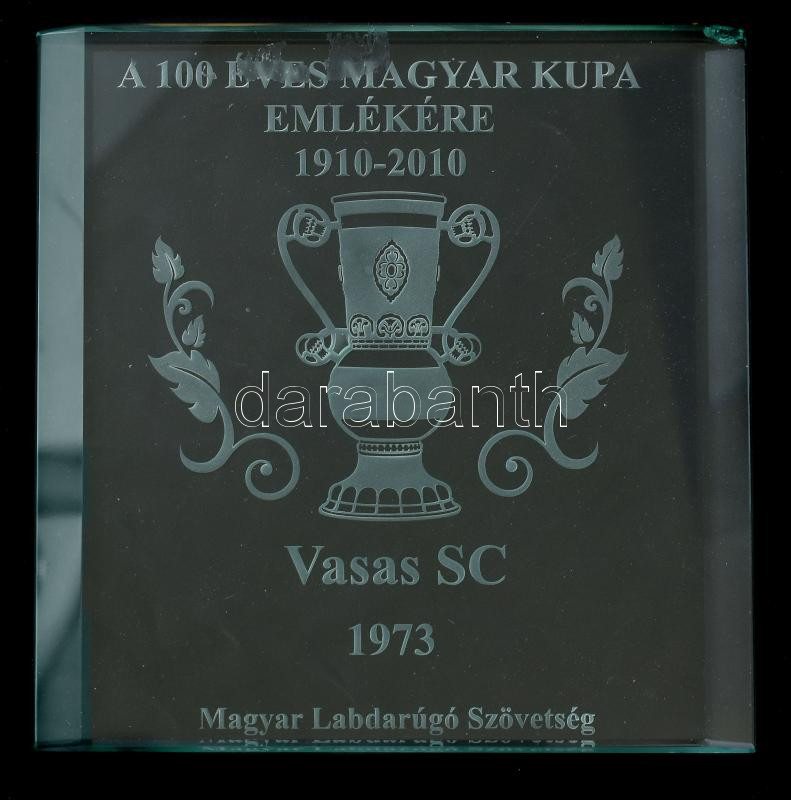 A 100 ÉVES MAGYAR KUPA
EMLÉKÉRE
1910-2010
darabanth
Vasas SC
1973
Magyar Labdarúgó Szövetség